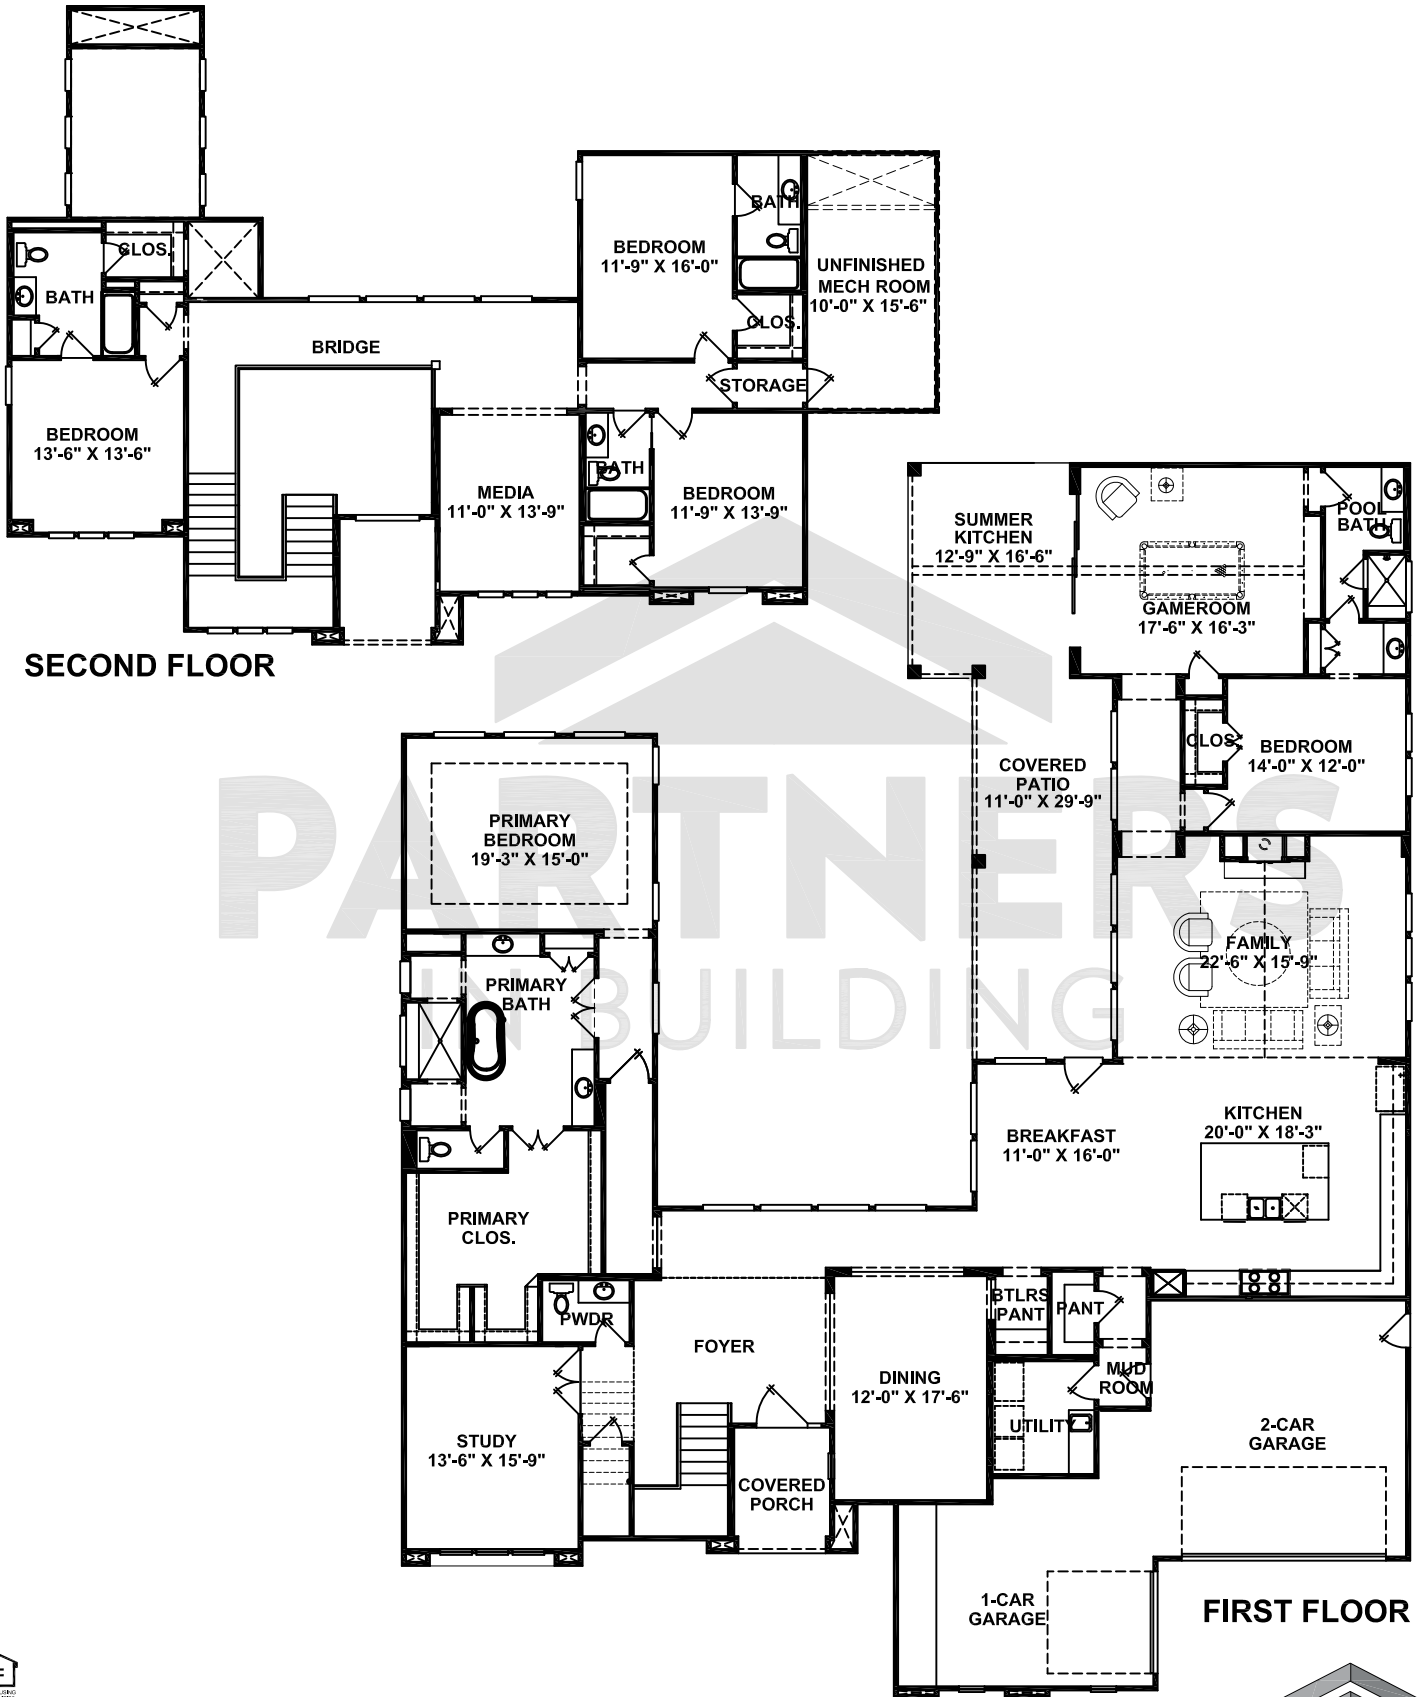 CLOS.
BATH
BEDROOM
13'-6" X 13'-6"
BRIDGE
BEDROOM
11'-9" X 16'-0"
BATH
CLOS.
UNFINISHED
MECH ROOM
10'-0" X 15'-6"
STORAGE
MEDIA
11'-0" X 13'-9"
BATH
BEDROOM
11'-9" X 13'-9"
SECOND FLOOR
SUMMER
KITCHEN
12'-9" X 16'-6"
GAMEROOM
17'-6" X 16'-3"
POOL
BATH
CLOS.
BEDROOM
14'-0" X 12'-0"
COVERED
PATIO
11'-0" X 29'-9"
PARTNERS
IN BUILDING
PRIMARY
BEDROOM
19'-3" X 15'-0"
FAMILY
22'-6" X 15'-9"
PRIMARY
BATH
KITCHEN
20'-0" X 18'-3"
BREAKFAST
11'-0" X 16'-0"
PRIMARY
CLOS.
PWDR
FOYER
BTLRS
PANT
PANT
MUD
ROOM
DINING
12'-0" X 17'-6"
UTILITY
STUDY
13'-6" X 15'-9"
COVERED
PORCH
2-CAR
GARAGE
1-CAR
GARAGE
FIRST FLOOR